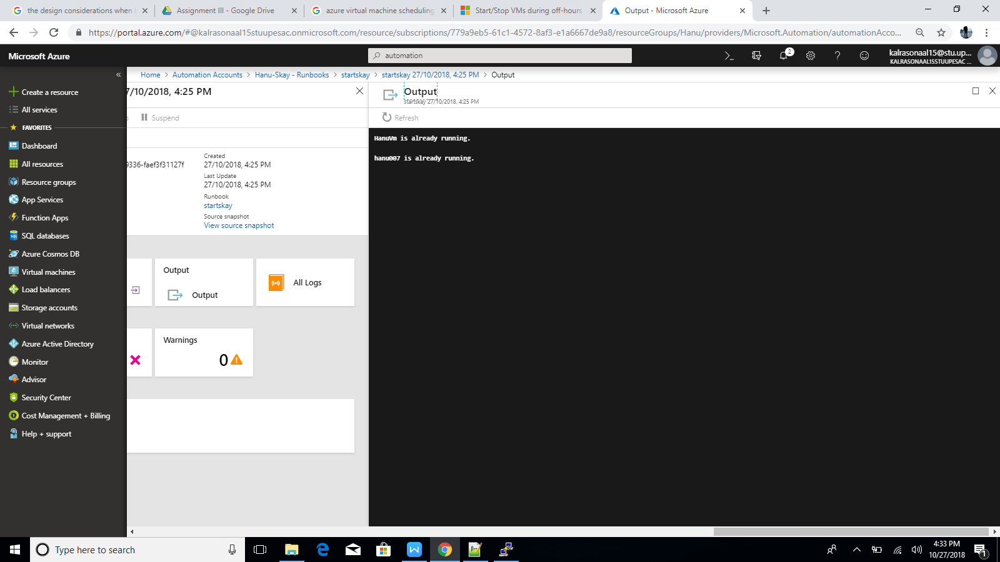 the design considerations when
Assignment III - Google Drive
azure virtual machine scheduling
Start/Stop VMs during off-hours
Output - Microsoft Azure
https://portal.azure.com/#@kalrasonaal15stuupesac.onmicrosoft.com/resource/subscriptions/779a9eb5-61c1-4572-8af3-e1a6667de9a8/resourceGroups/Hanu/providers/Microsoft.Automation/automationAcco...
Microsoft Azure
automation
2
kalrasonaal15@stu.up...
KALRASONAAL15STUUPESAC ...
Home > Automation Accounts > Hanu-Skay - Runbooks > startskay > startskay 27/10/2018, 4:25 PM > Output
Create a resource
All services
FAVORITES
Dashboard
All resources
Resource groups
App Services
Function Apps
SQL databases
Azure Cosmos DB
Virtual machines
Load balancers
Storage accounts
Virtual networks
Azure Active Directory
Monitor
Advisor
Security Center
Cost Management + Billing
Help + support
7/10/2018, 4:25 PM
Suspend
9336-faef3f31127f
Created
27/10/2018, 4:25 PM
Last Update
27/10/2018, 4:25 PM
Runbook
startskay
Source snapshot
View source snapshot
Output
Output
All Logs
Warnings
0
Output
startskay 27/10/2018, 4:25 PM
Refresh
HanuVm is already running.
hanu007 is already running.
Type here to search
4:33 PM
10/27/2018
1